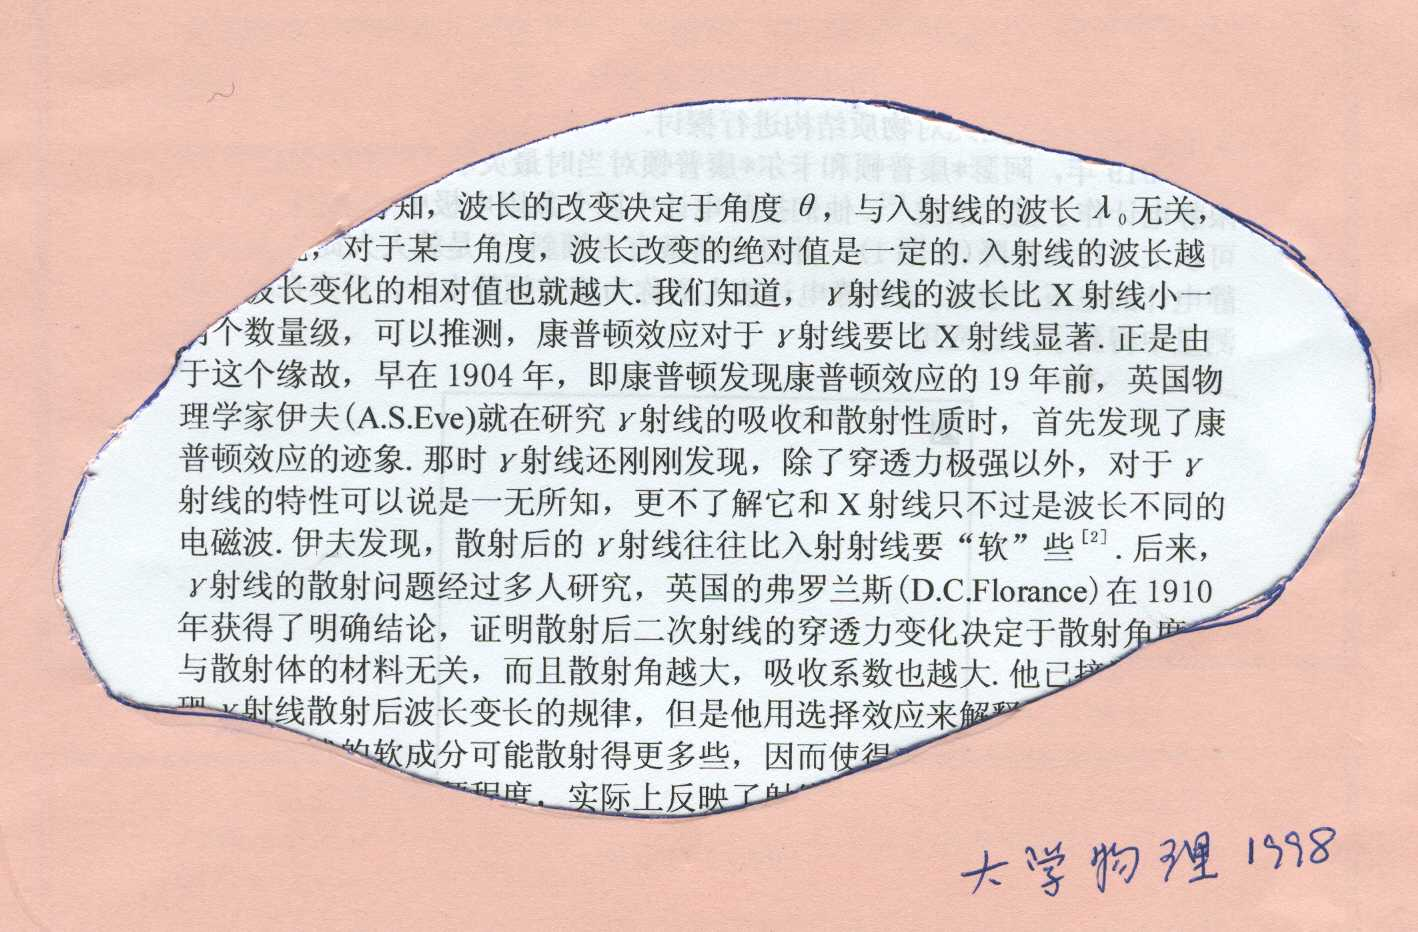 知，波长的改变决定于角度 θ，与入射线的波长 λ₀无关，
，对于某一角度，波长改变的绝对值是一定的. 入射线的波长越
波长变化的相对值也就越大. 我们知道， γ射线的波长比 X 射线小一
个数量级，可以推测，康普顿效应对于 γ射线要比 X 射线显著. 正是由
于这个缘故，早在 1904 年，即康普顿发现康普顿效应的 19 年前，英国物
理学家伊夫(A.S.Eve)就在研究 γ射线的吸收和散射性质时，首先发现了康
普顿效应的迹象. 那时 γ射线还刚刚发现，除了穿透力极强以外，对于 γ
射线的特性可以说是一无所知，更不了解它和 X 射线只不过是波长不同的
电磁波. 伊夫发现，散射后的 γ射线往往比入射射线要“软”些[2]. 后来，
γ射线的散射问题经过多人研究，英国的弗罗兰斯(D.C.Florance)在 1910
年获得了明确结论，证明散射后二次射线的穿透力变化决定于散射角度
与散射体的材料无关，而且散射角越大，吸收系数也越大. 他已接
现 γ射线散射后波长变长的规律，但是他用选择效应来解释
的软成分可能散射得更多些，因而使得
程度，实际上反映了射
大学物理 1998